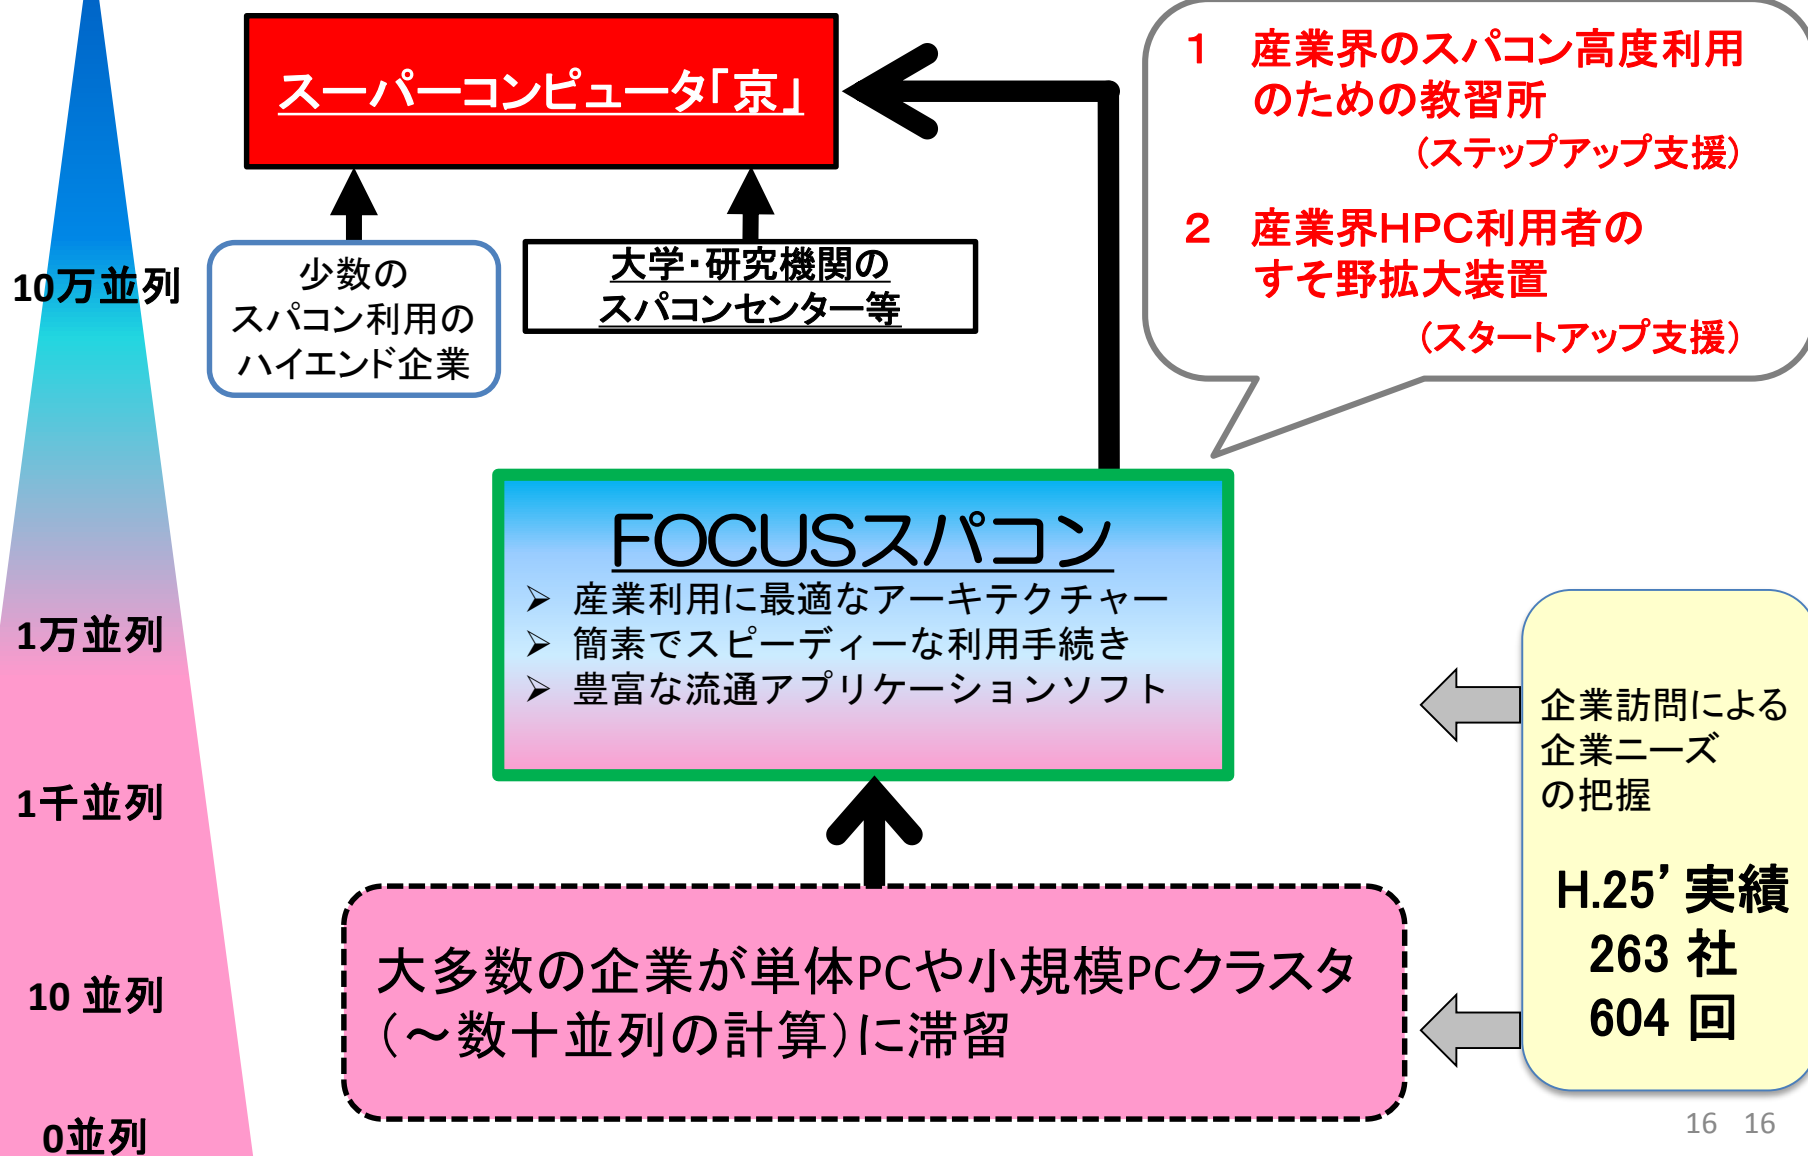 スーパーコンピュータ「京」
1 産業界のスパコン高度利用
のための教習所
(ステップアップ支援)
2 産業界HPC利用者の
すそ野拡大装置
(スタートアップ支援)
少数の
スパコン利用の
ハイエンド企業
大学・研究機関の
スパコンセンター等
10万並列
1万並列
1千並列
10 並列
0並列
FOCUSスパコン
➢ 産業利用に最適なアーキテクチャー
➢ 簡素でスピーディーな利用手続き
➢ 豊富な流通アプリケーションソフト
大多数の企業が単体PCや小規模PCクラスタ
(～数十並列の計算)に滞留
企業訪問による
企業ニーズ
の把握
H.25’実績
263 社
604 回
16 16